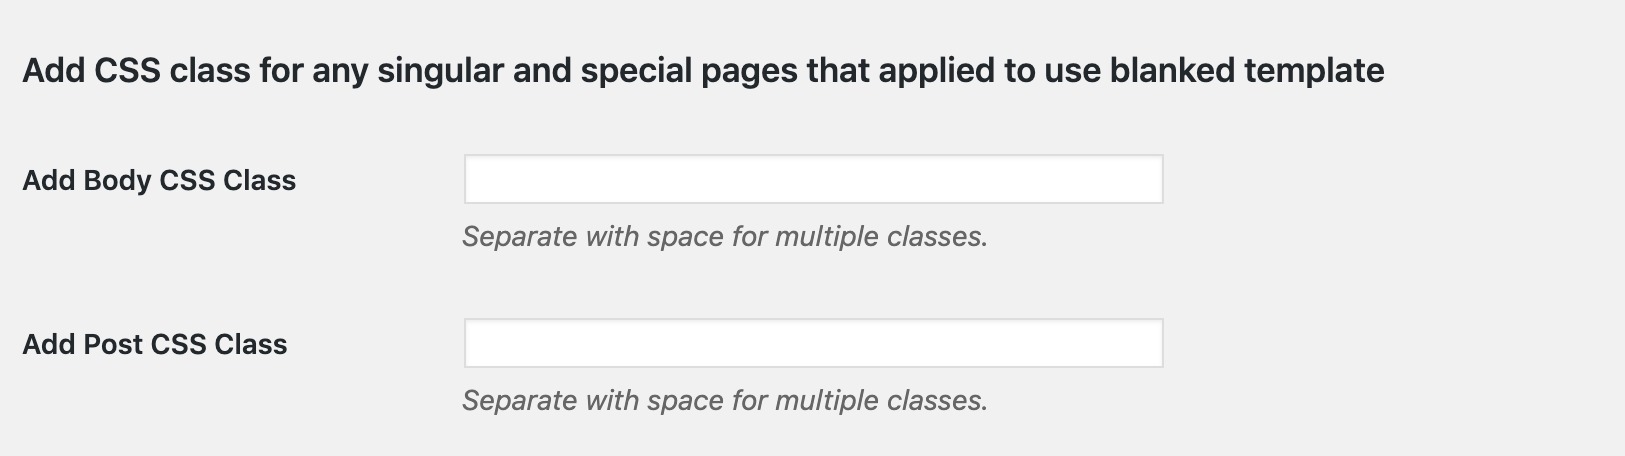 Add CSS class for any singular and special pages that applied to use blanked template
Add Body CSS Class
Separate with space for multiple classes.
Add Post CSS Class
Separate with space for multiple classes.